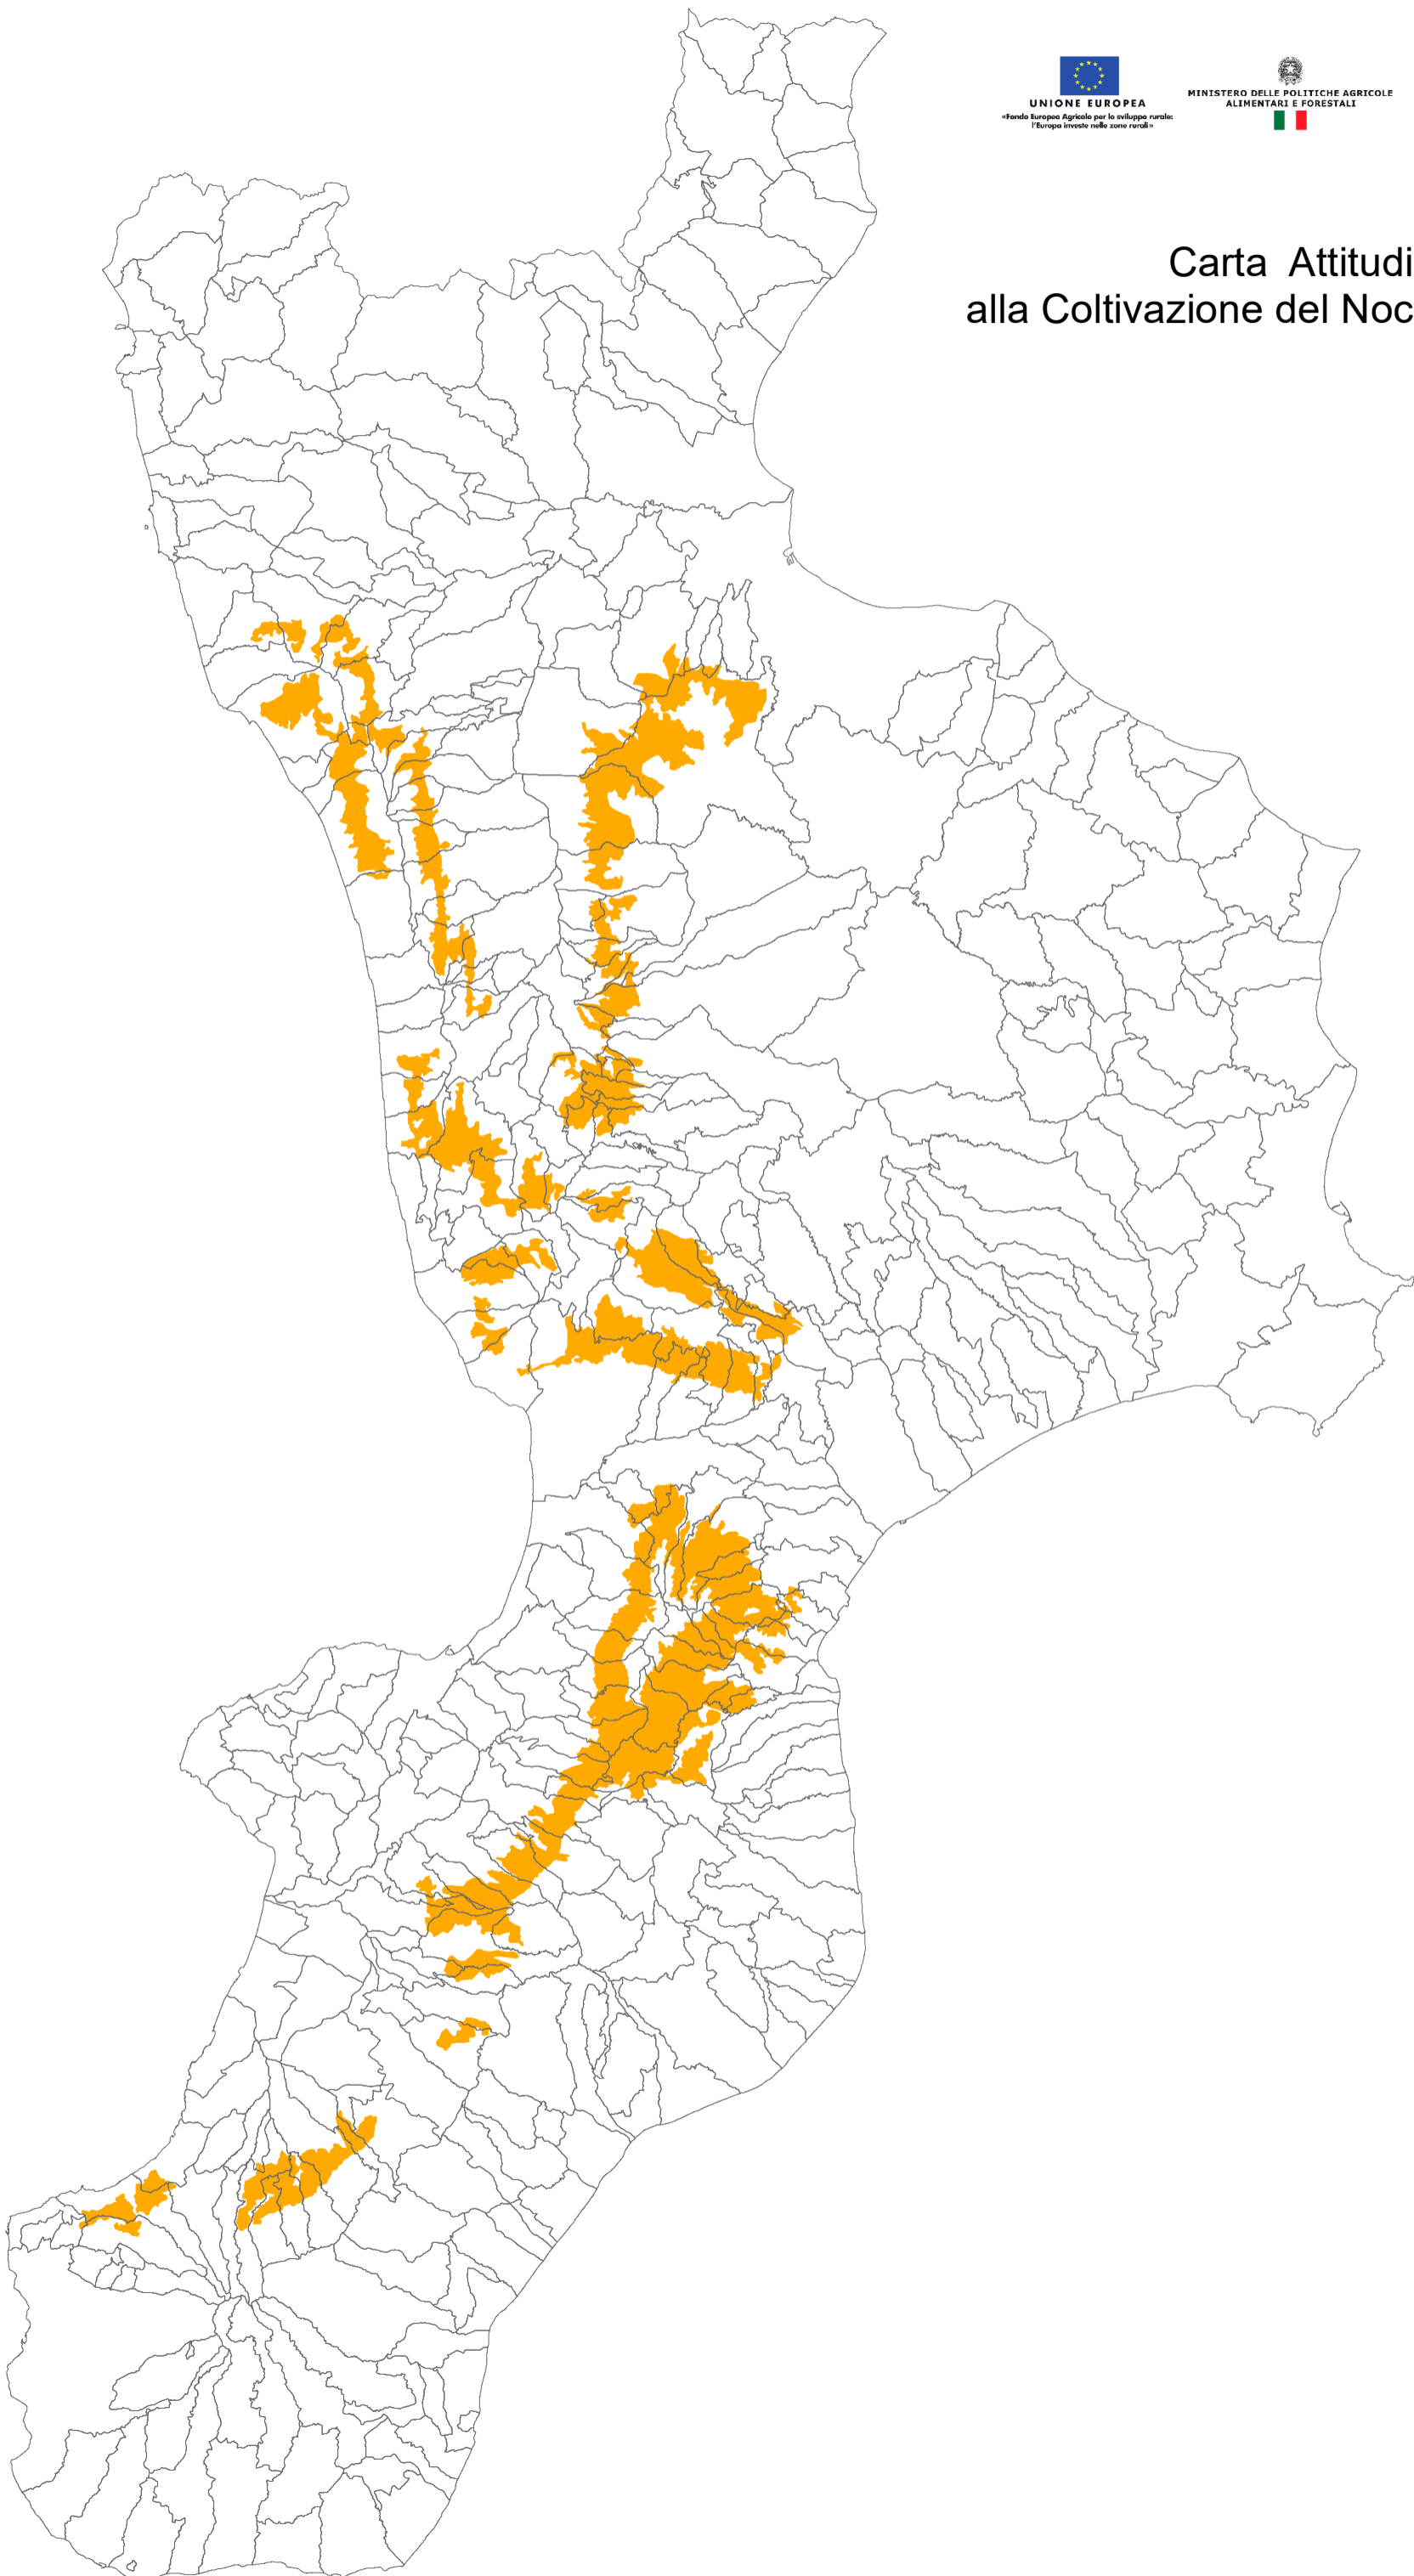 UNIONE EUROPEA
«Fondo Europeo Agricolo per lo sviluppo rurale:
l'Europa investe nelle zone rurali»
MINISTERO DELLE POLITICHE AGRICOLE
ALIMENTARI E FORESTALI
Carta Attitudi
alla Coltivazione del Noc